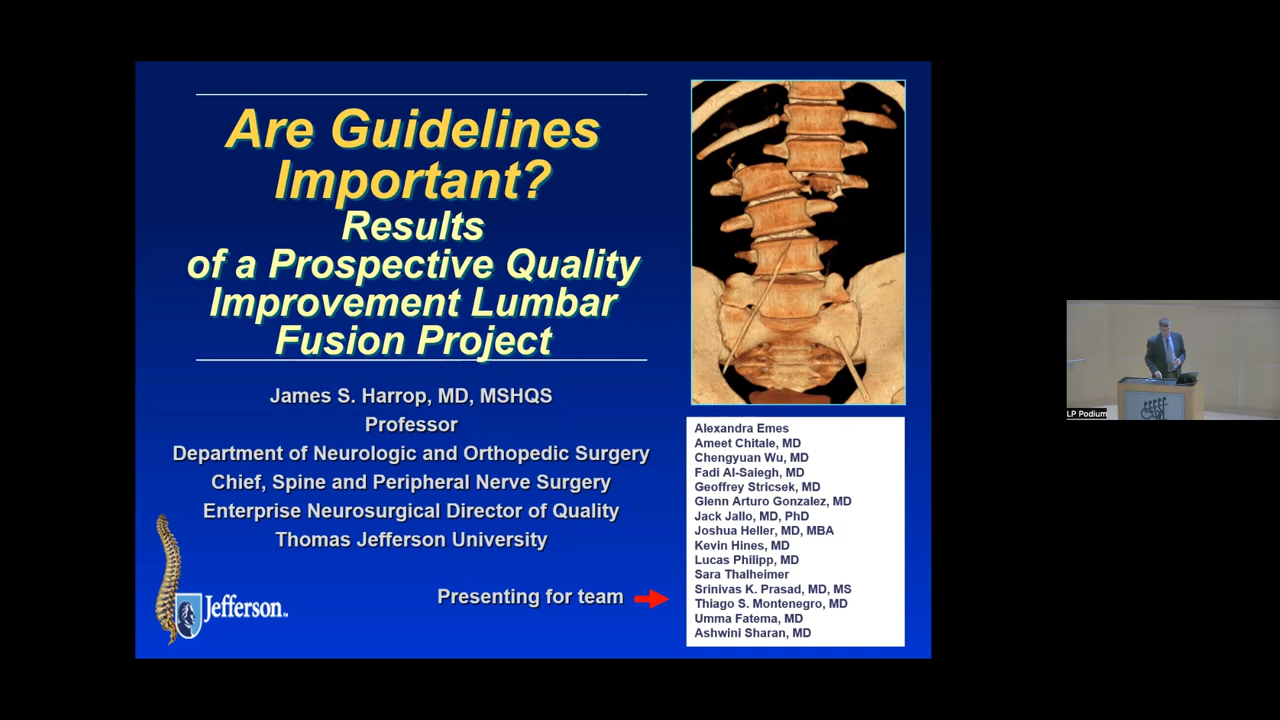 Are Guidelines
Important?
Results
of a Prospective Quality
Improvement Lumbar
Fusion Project
James S. Harrop, MD, MSHQS
Professor
Department of Neurologic and Orthopedic Surgery
Chief, Spine and Peripheral Nerve Surgery
Enterprise Neurosurgical Director of Quality
Thomas Jefferson University
Presenting for team
Jefferson™
Alexandra Emes
Ameet Chitale, MD
Chengyuan Wu, MD
Fadi Al-Saiegh, MD
Geoffrey Stricsek, MD
Glenn Arturo Gonzalez, MD
Jack Jallo, MD, PhD
Joshua Heller, MD, MBA
Kevin Hines, MD
Lucas Philipp, MD
Sara Thalheimer
Srinivas K. Prasad, MD, MS
Thiago S. Montenegro, MD
Umma Fatema, MD
Ashwini Sharan, MD
LP Podium